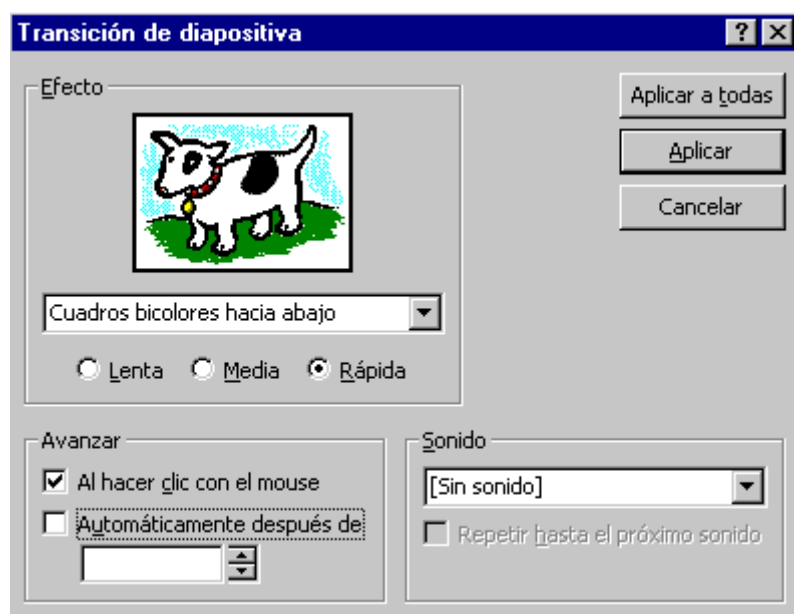 Transición de diapositiva
Efecto
Aplicar a todas
Aplicar
Cancelar
Cuadros bicolores hacia abajo
Lenta Media Rápida
Avanzar
Al hacer clic con el mouse
Automáticamente después de
Sonido
[Sin sonido]
Repetir hasta el próximo sonido